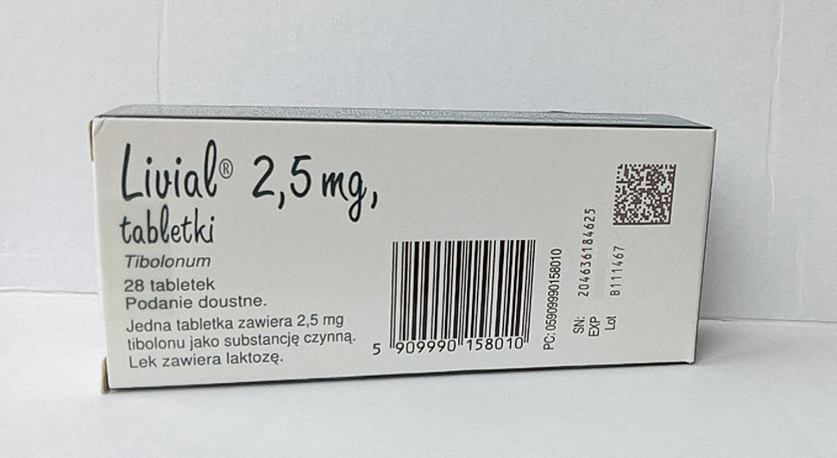 Livial® 2,5 mg,
tabletki
Tibolonum
28 tabletek
Podanie doustne.
Jedna tabletka zawiera 2,5 mg
tibolonu jako substancję czynną.
Lek zawiera laktozę.
5 909990 158010
PC: 05909990158010
SN: 204636184625
EXP
Lot B111467